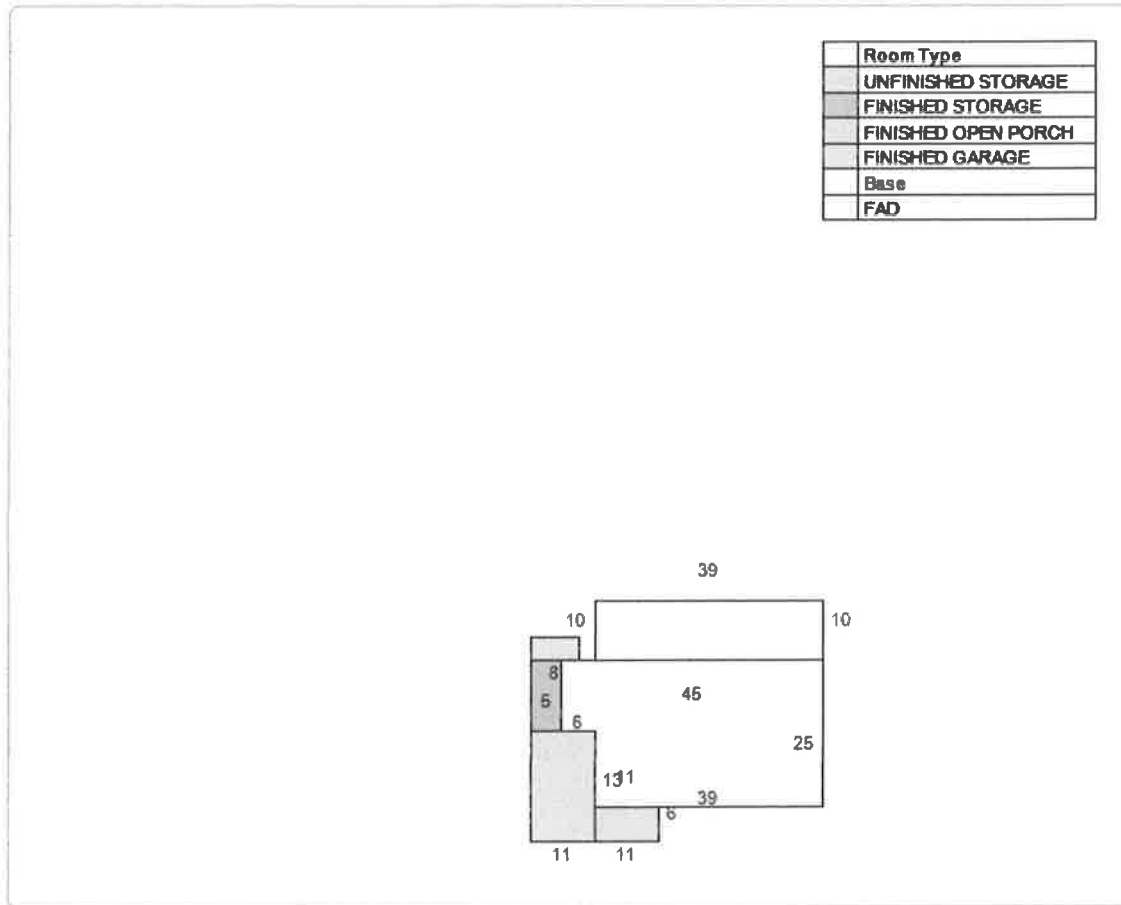 Room Type
UNFINISHED STORAGE
FINISHED STORAGE
FINISHED OPEN PORCH
FINISHED GARAGE
Base
FAD
39
10
10
8
5
45
6
25
13
11
39
6
11
11